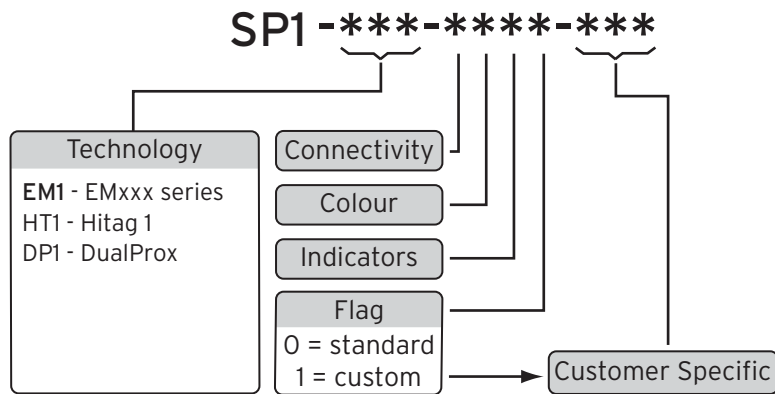 SP1-***-****-***
Technology
EM1 - EMxxx series
HT1 - Hitag 1
DP1 - DualProx
Connectivity
Colour
Indicators
Flag
0 = standard
1 = custom
Customer Specific